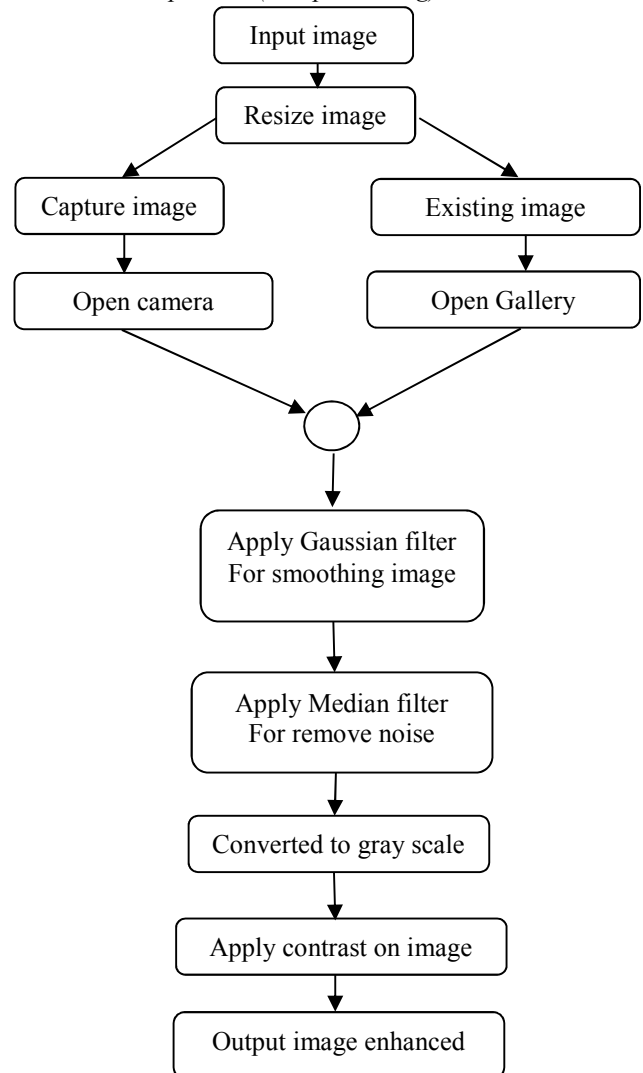 Input image
Resize image
Capture image
Existing image
Open camera
Open Gallery
Apply Gaussian filter
For smoothing image
Apply Median filter
For remove noise
Converted to gray scale
Apply contrast on image
Output image enhanced